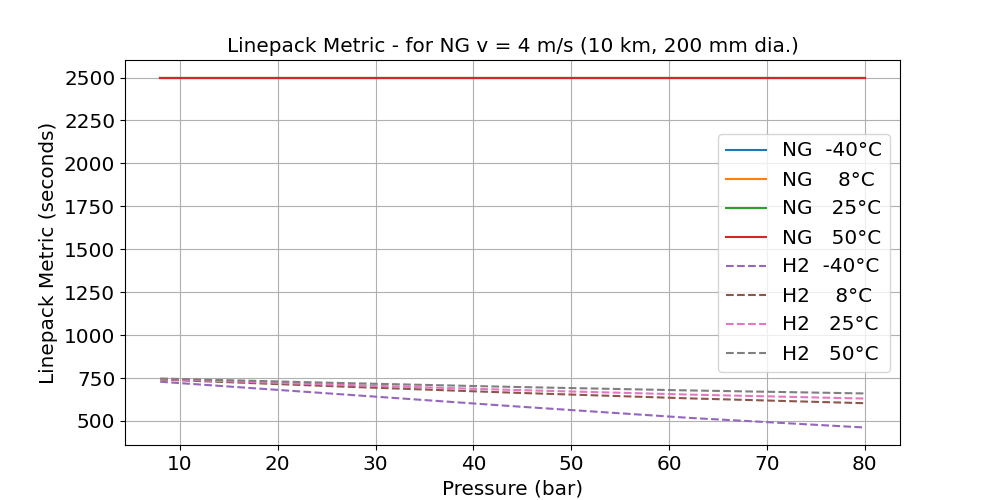 Linepack Metric - for NG v = 4 m/s (10 km, 200 mm dia.)
Linepack Metric (seconds)
2500
2250
2000
1750
1500
1250
1000
750
500
NG -40°C
NG 8°C
NG 25°C
NG 50°C
H2 -40°C
H2 8°C
H2 25°C
H2 50°C
10 20 30 40 50 60 70 80
Pressure (bar)